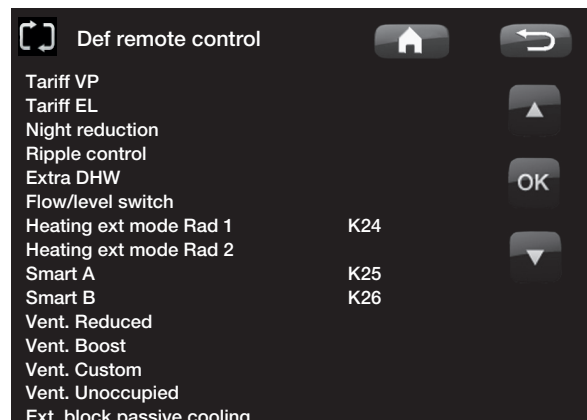 Def remote control
Tariff VP
Tariff EL
Night reduction
Ripple control
Extra DHW
OK
Flow/level switch
Heating ext mode Rad 1 K24
Heating ext mode Rad 2
Smart A K25
Smart B K26
Vent. Reduced
Vent. Boost
Vent. Custom
Vent. Unoccupied
Ext. block passive cooling